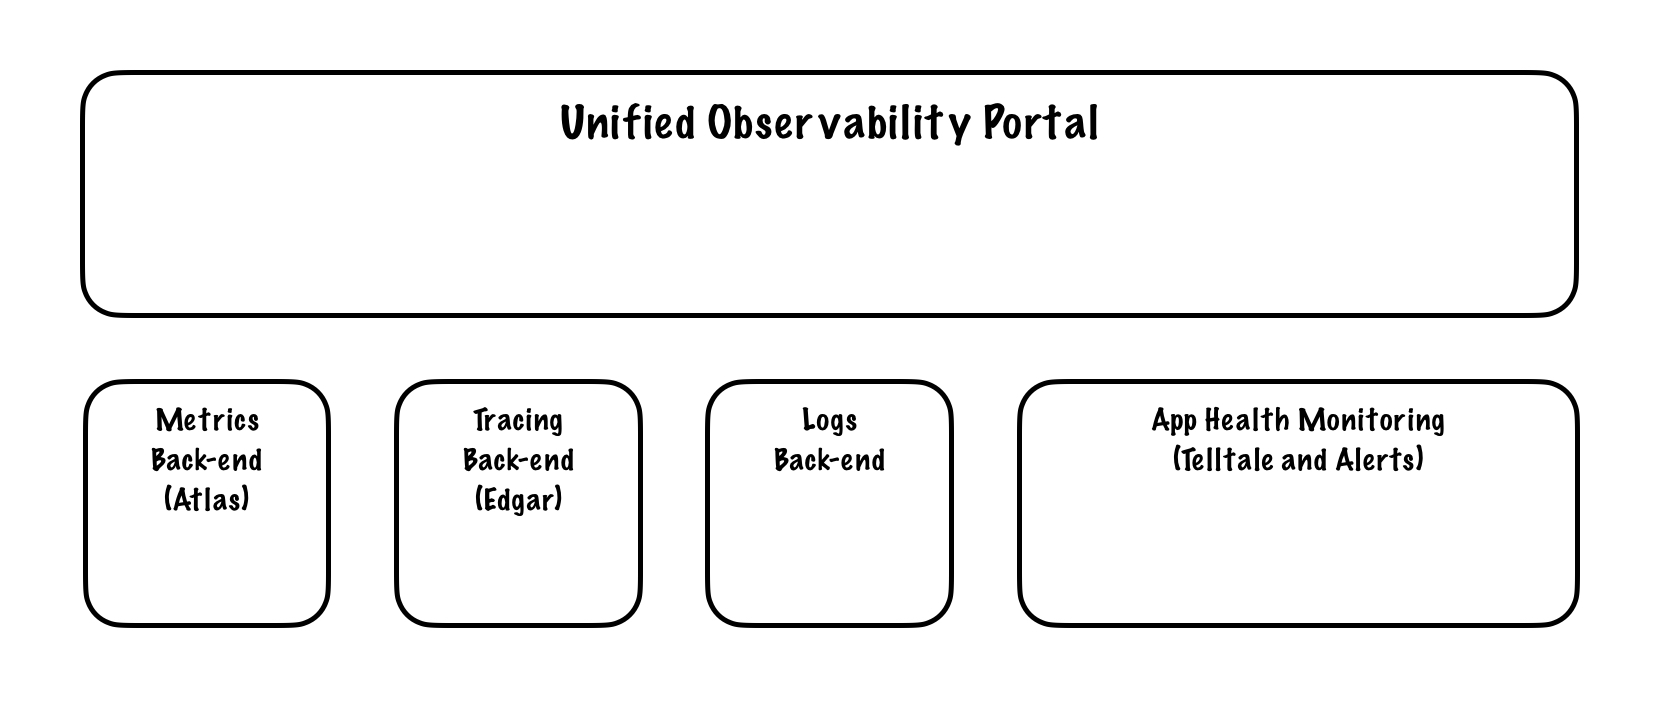 Unified Observability Portal
Metrics
Back-end
(Atlas)
Tracing
Back-end
(Edgar)
Logs
Back-end
App Health Monitoring
(Telltale and Alerts)